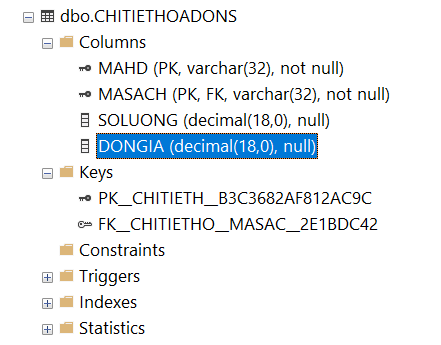 dbo.CHITIETHOADONS
Columns
MAHD (PK, varchar(32), not null)
MASACH (PK, FK, varchar(32), not null)
SOLUONG (decimal(18,0), null)
DONGIA (decimal(18,0), null)
Keys
PK__CHITIETH__B3C3682AF812AC9C
FK__CHITIETHO__MASAC__2E1BDC42
Constraints
Triggers
Indexes
Statistics